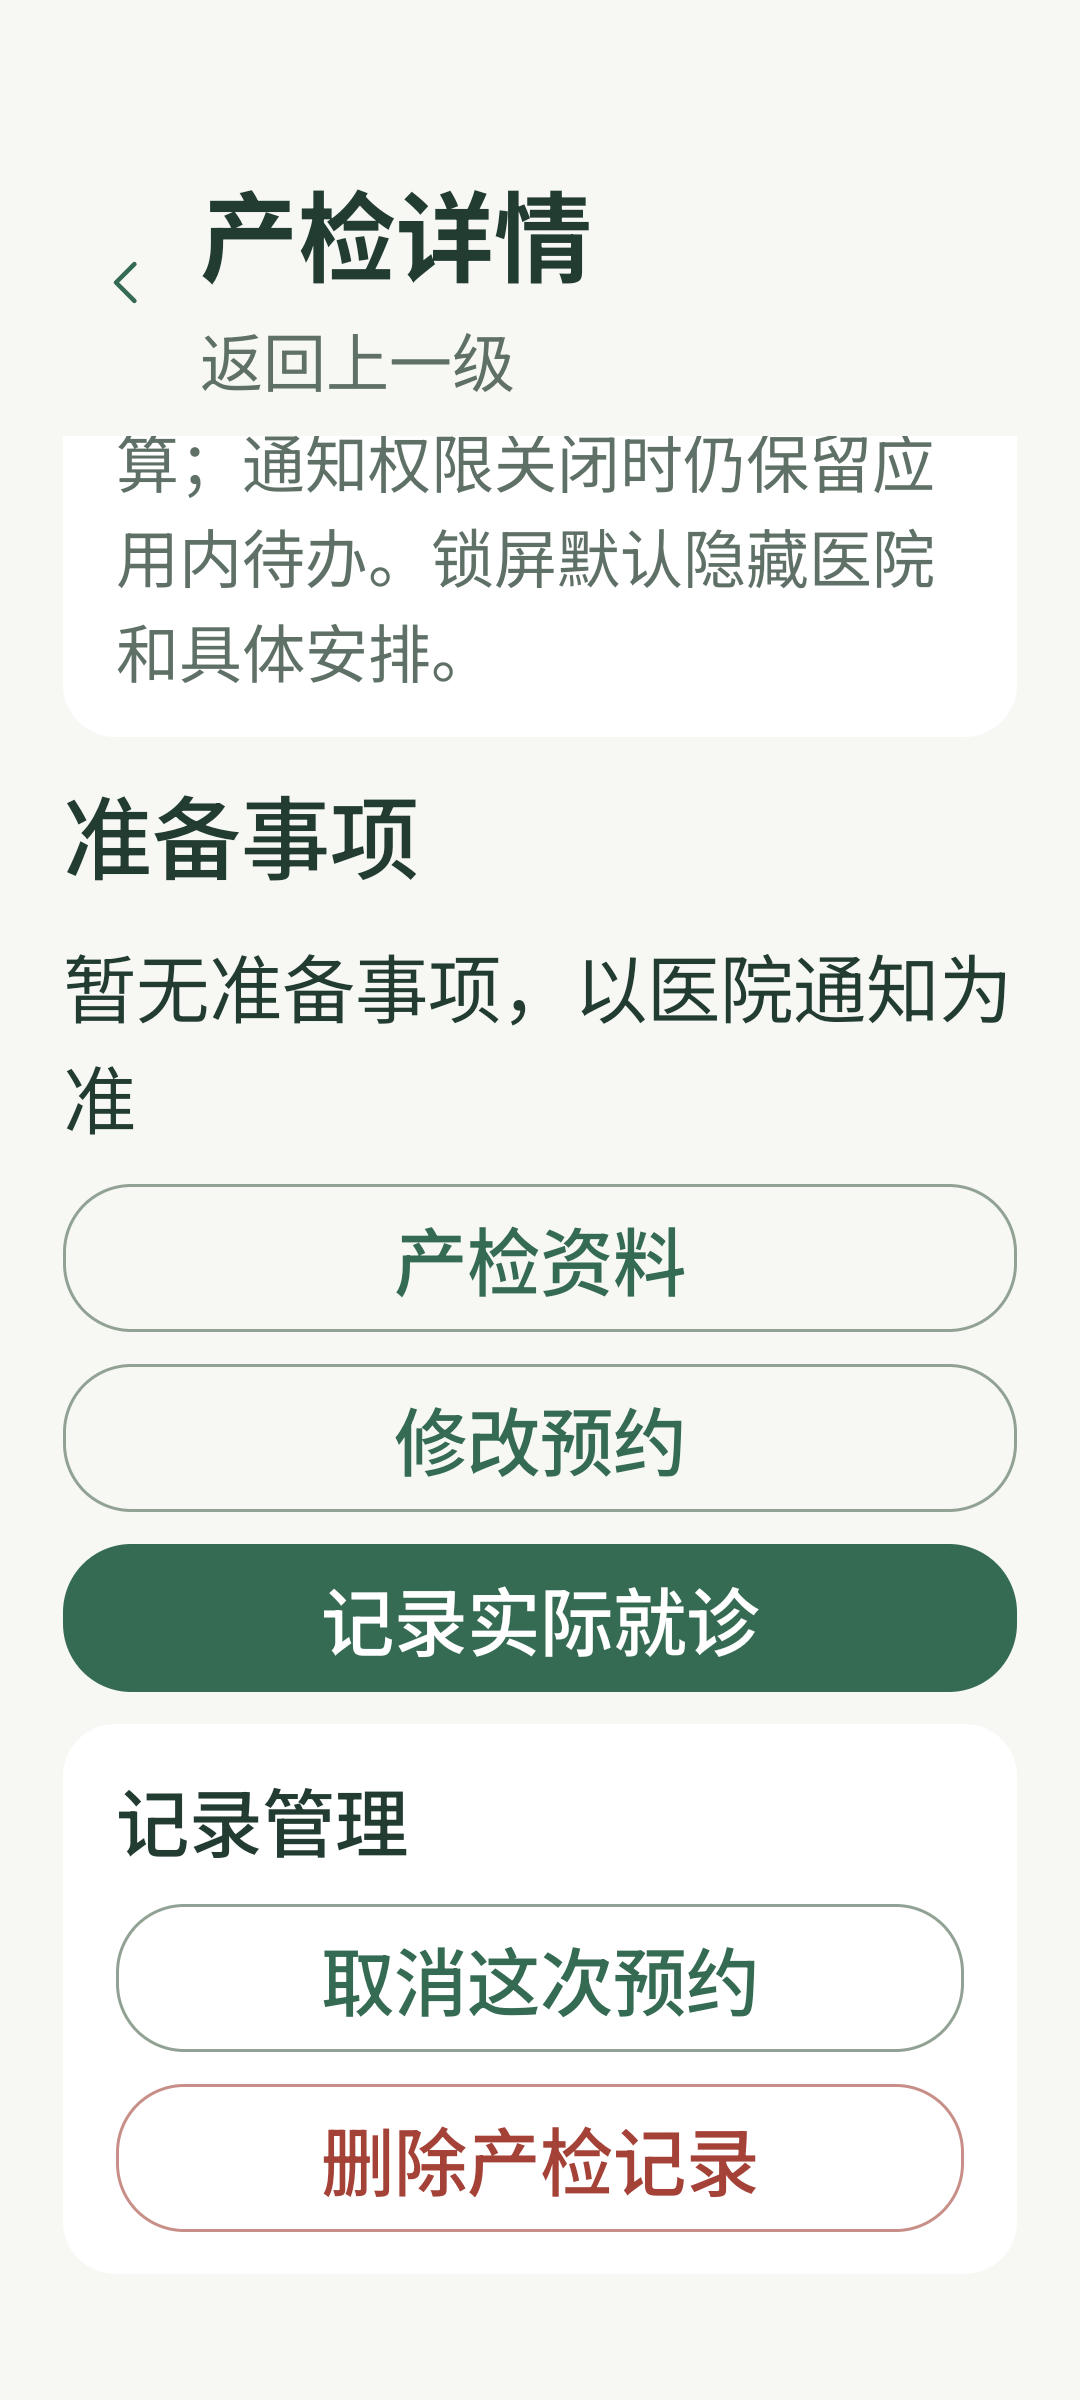 产检详情
返回上一级
算；通知权限关闭时仍保留应
用内待办。锁屏默认隐藏医院
和具体安排。
准备事项
暂无准备事项，以医院通知为
准
产检资料
修改预约
记录实际就诊
记录管理
取消这次预约
删除产检记录